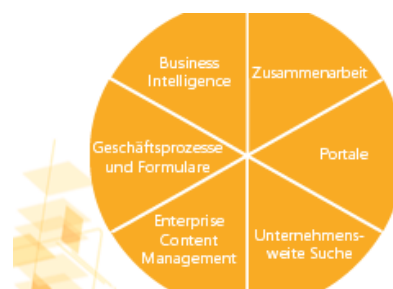 Business
Intelligence
Zusammenarbeit
Geschäftsprozesse
und Formulare
Portale
Enterprise
Content
Management
Unternehmens-
weite Suche